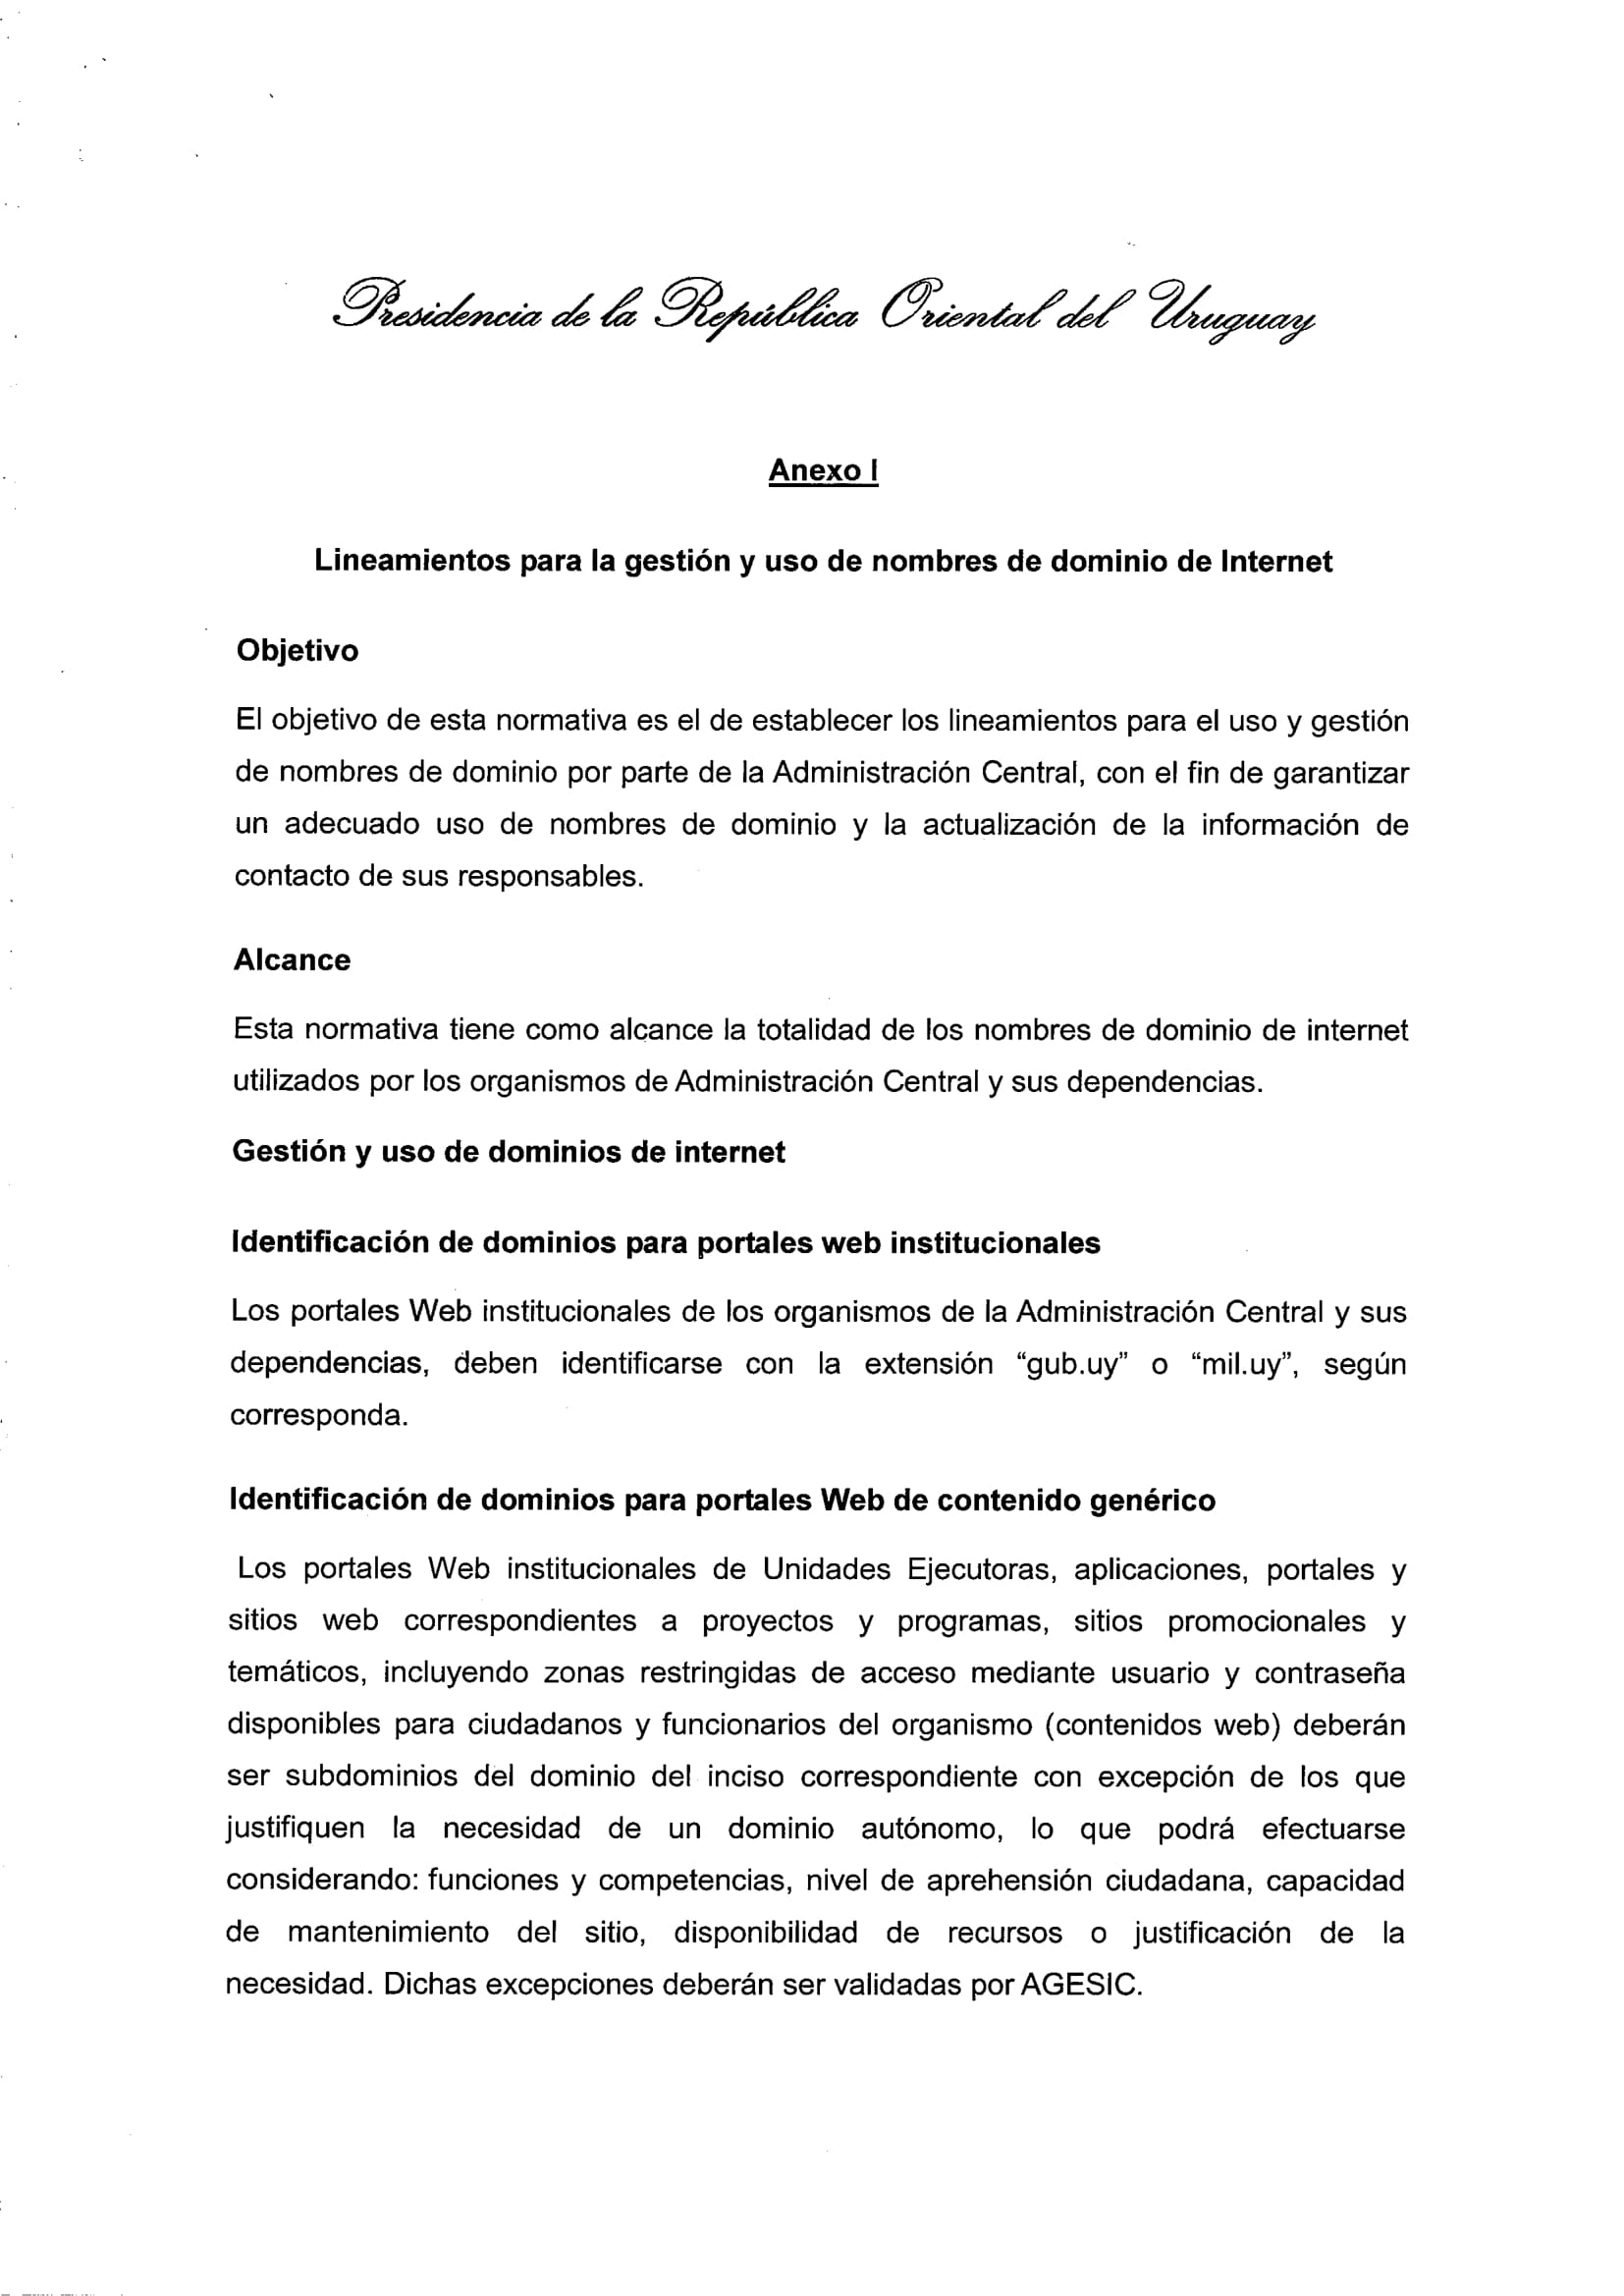 Presidencia de la República Oriental del Uruguay
Anexo I
Lineamientos para la gestión y uso de nombres de dominio de Internet
Objetivo
El objetivo de esta normativa es el de establecer los lineamientos para el uso y gestión
de nombres de dominio por parte de la Administración Central, con el fin de garantizar
un adecuado uso de nombres de dominio y la actualización de la información de
contacto de sus responsables.
Alcance
Esta normativa tiene como alcance la totalidad de los nombres de dominio de internet
utilizados por los organismos de Administración Central y sus dependencias.
Gestión y uso de dominios de internet
Identificación de dominios para portales web institucionales
Los portales Web institucionales de los organismos de la Administración Central y sus
dependencias, deben identificarse con la extensión “gub.uy” o “mil.uy”, según
corresponda.
Identificación de dominios para portales Web de contenido genérico
Los portales Web institucionales de Unidades Ejecutoras, aplicaciones, portales y
sitios web correspondientes a proyectos y programas, sitios promocionales y
temáticos, incluyendo zonas restringidas de acceso mediante usuario y contraseña
disponibles para ciudadanos y funcionarios del organismo (contenidos web) deberán
ser subdominios del dominio del inciso correspondiente con excepción de los que
justifiquen la necesidad de un dominio autónomo, lo que podrá efectuarse
considerando: funciones y competencias, nivel de aprehensión ciudadana, capacidad
de mantenimiento del sitio, disponibilidad de recursos o justificación de la
necesidad. Dichas excepciones deberán ser validadas por AGESIC.